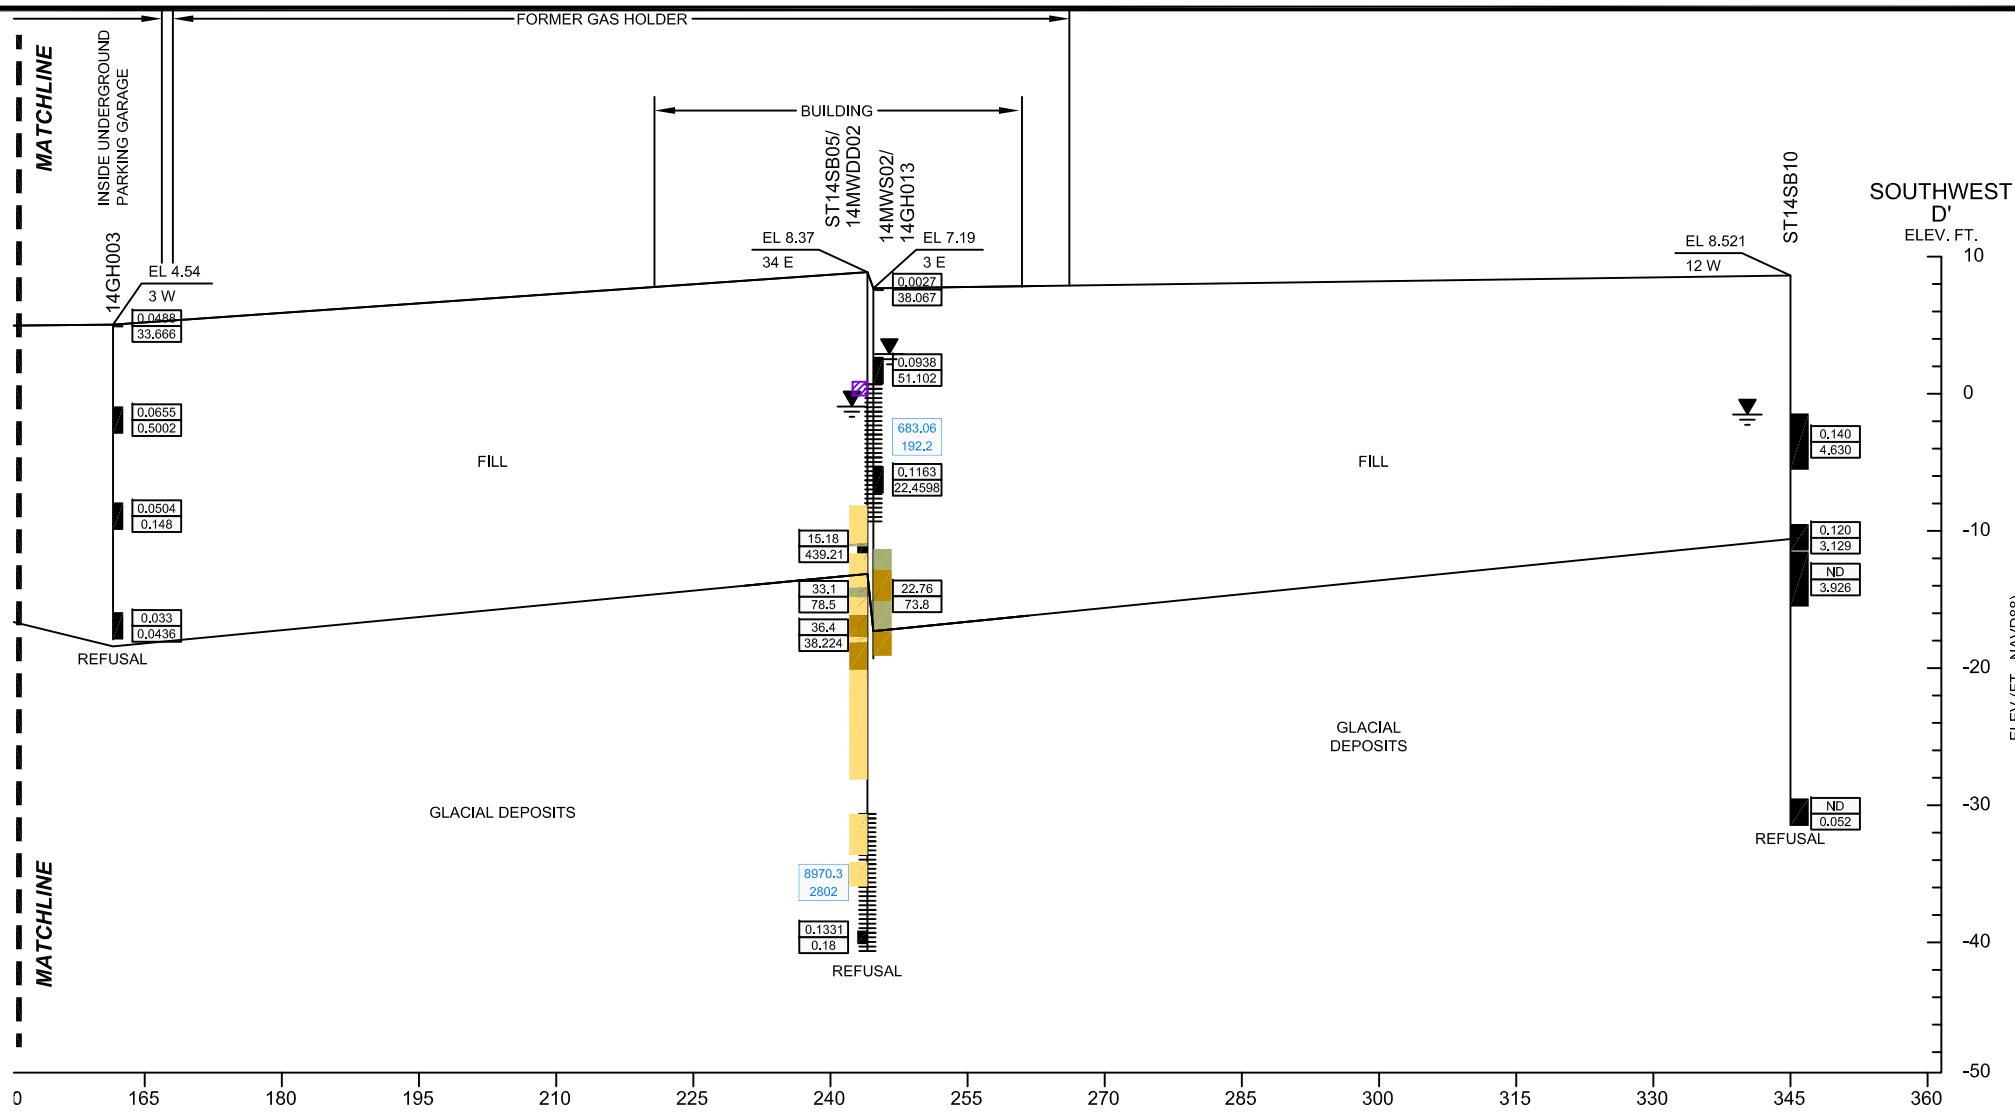 FORMER GAS HOLDER
MATCHLINE
INSIDE UNDERGROUND
PARKING GARAGE
BUILDING
14GH003
ST14SB05/
14MWDD02
14MWS02/
14GH013
ST14SB10
SOUTHWEST
D'
ELEV. FT.
EL 4.54
3 W
EL 8.37
34 E
EL 7.19
3 E
EL 8.521
12 W
0.0488
33.666
0.0655
0.5002
0.0504
0.148
0.033
0.0436
REFUSAL
FILL
0.0027
38.067
0.0938
51.102
683.06
192.2
0.1163
22.4598
15.18
439.21
33.1
78.5
36.4
38.224
22.76
73.8
FILL
0.140
4.630
0.120
3.129
ND
3.926
ND
0.052
REFUSAL
GLACIAL
DEPOSITS
GLACIAL DEPOSITS
8970.3
2802
0.1331
0.18
REFUSAL
MATCHLINE
10
0
-10
-20
-30
-40
-50
0
165
180
195
210
225
240
255
270
285
300
315
330
345
360